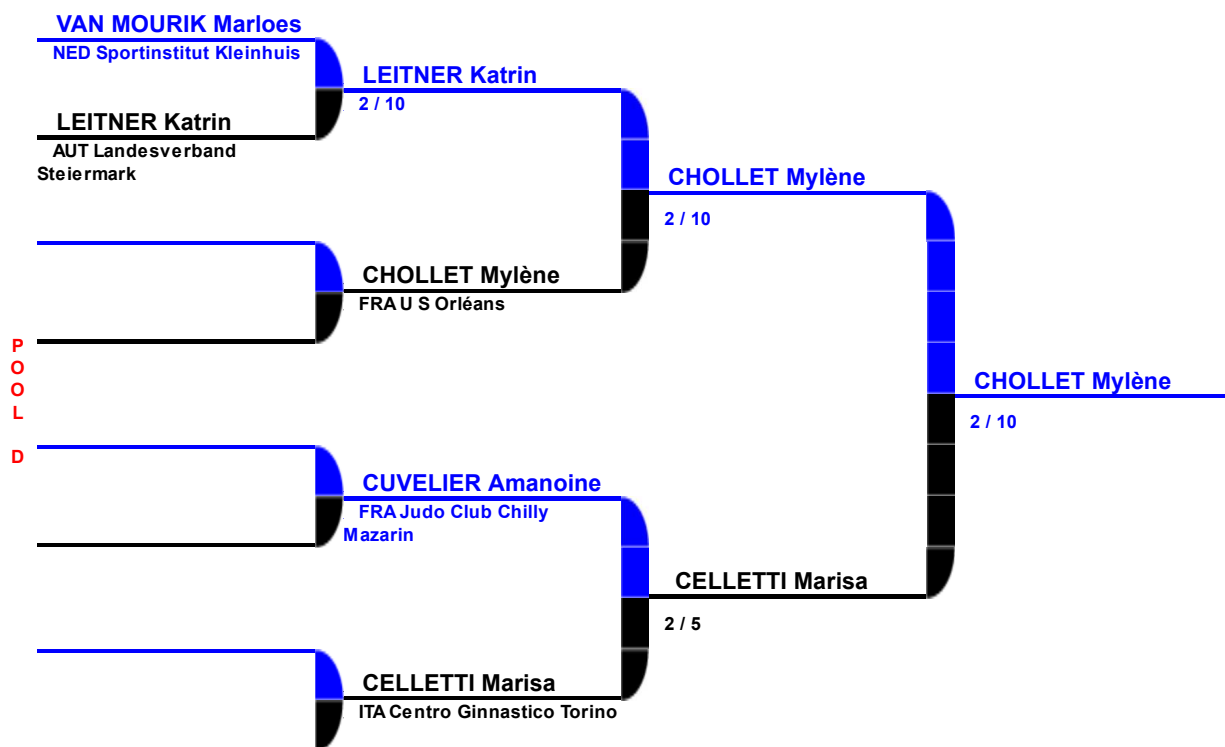 VAN MOURIK Marloes
NED Sportinstitut Kleinhuis
LEITNER Katrin
AUT Landesverband
Steiermark
LEITNER Katrin
2 / 10
CHOLLET Mylène
FRA U S Orléans
CHOLLET Mylène
2 / 10
POOL D
CUVELIER Amanoine
FRA Judo Club Chilly
Mazarin
CELLETTI Marisa
ITA Centro Ginnastico Torino
CELLETTI Marisa
2 / 5
CHOLLET Mylène
2 / 10